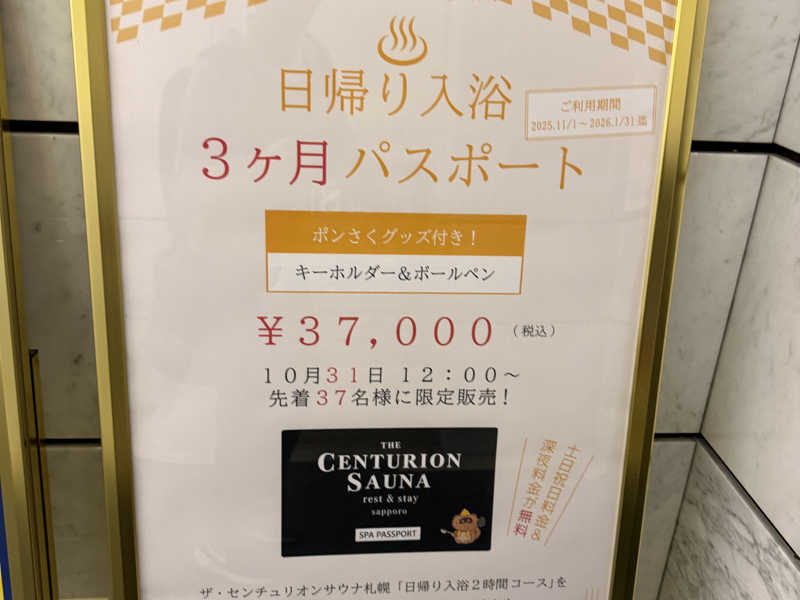 日帰り入浴
ご利用期間
2025.11/1～2026.1/31 迄
3ヶ月 パスポート
ポンさくグッズ付き！
キーホルダー＆ボールペン
￥37,000（税込）
10月31日 12：00～
先着37名様に限定販売！
THE
CENTURION
SAUNA
rest & stay
sapporo
SPA PASSPORT
土日祝日料金&
深夜料金が無料
ザ・センチュリオンサウナ札幌「日帰り入浴2時間コース」を